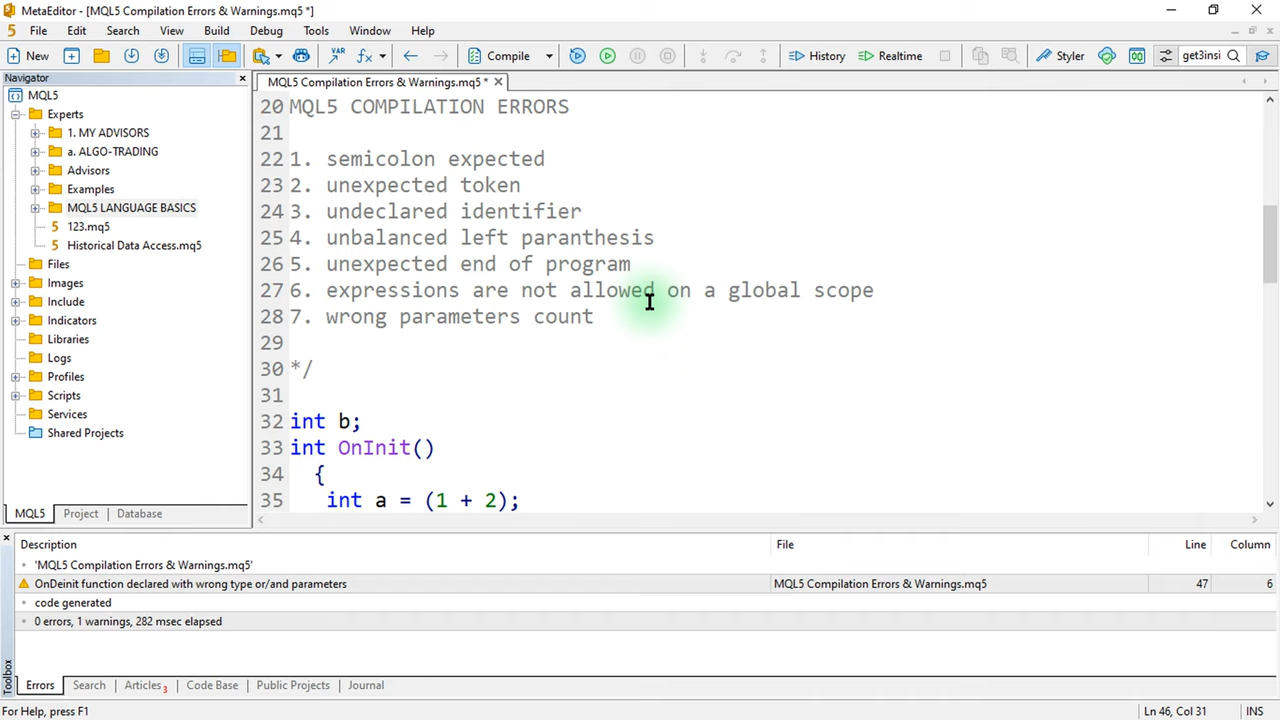 MetaEditor - [MQL5 Compilation Errors & Warnings.mq5 *]
5 File Edit Search View Build Debug Tools Window Help
New Compile History Realtime Styler get3insi
VAR fx
Navigator
MQL5 Compilation Errors & Warnings.mq5 *
MQL5
Experts
1. MY ADVISORS
a. ALGO-TRADING
Advisors
Examples
MQL5 LANGUAGE BASICS
5 123.mq5
5 Historical Data Access.mq5
Files
Images
Include
Indicators
Libraries
Logs
Profiles
Scripts
Services
Shared Projects
MQL5 Project Database
20 MQL5 COMPILATION ERRORS
21
22 1. semicolon expected
23 2. unexpected token
24 3. undeclared identifier
25 4. unbalanced left paranthesis
26 5. unexpected end of program
27 6. expressions are not allowed on a global scope
28 7. wrong parameters count
29
30 */
31
32 int b;
33 int OnInit()
34 {
35 int a = (1 + 2);
Description File Line Column
'MQL5 Compilation Errors & Warnings.mq5'
OnDeinit function declared with wrong type or/and parameters MQL5 Compilation Errors & Warnings.mq5 47 6
code generated
0 errors, 1 warnings, 282 msec elapsed
Toolbox
Errors Search Articles 3 Code Base Public Projects Journal
For Help, press F1 Ln 46, Col 31 INS